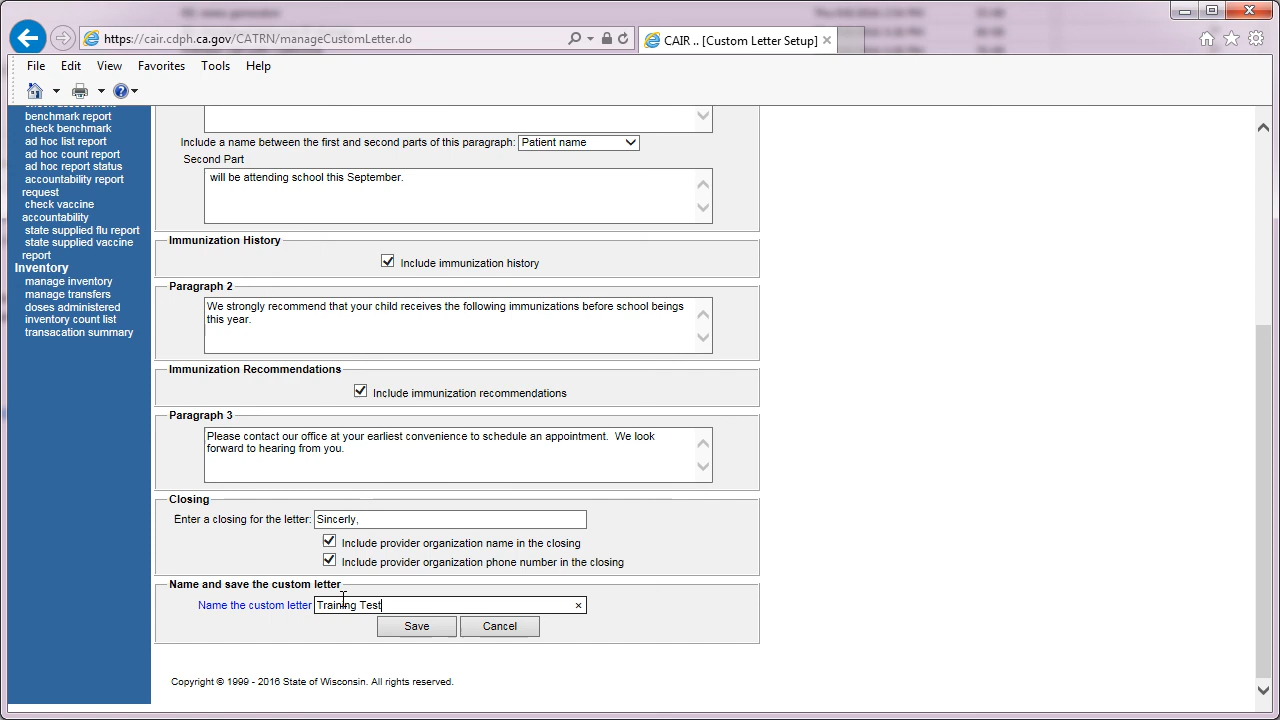 https://cair.cdph.ca.gov/CATRN/manageCustomLetter.do
CAIR .. [Custom Letter Setup]
File Edit View Favorites Tools Help
benchmark report
check benchmark
ad hoc list report
ad hoc count report
ad hoc report status
accountability report
request
check vaccine
accountability
state supplied flu report
state supplied vaccine
report
Inventory
manage inventory
manage transfers
doses administered
inventory count list
transacation summary
Include a name between the first and second parts of this paragraph: Patient name
Second Part
will be attending school this September.
Immunization History
Include immunization history
Paragraph 2
We strongly recommend that your child receives the following immunizations before school beings
this year.
Immunization Recommendations
Include immunization recommendations
Paragraph 3
Please contact our office at your earliest convenience to schedule an appointment. We look
forward to hearing from you.
Closing
Enter a closing for the letter: Sincerly,
Include provider organization name in the closing
Include provider organization phone number in the closing
Name and save the custom letter
Name the custom letter Training Test
Save Cancel
Copyright © 1999 - 2016 State of Wisconsin. All rights reserved.